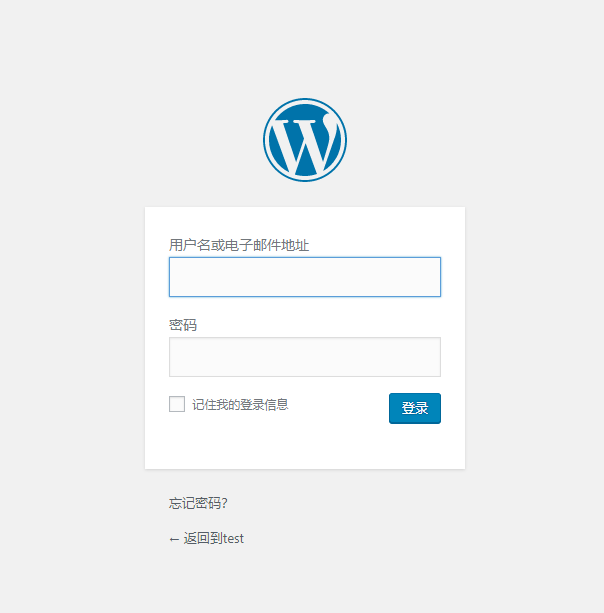 用户名或电子邮件地址
密码
记住我的登录信息
登录
忘记密码?
← 返回到test